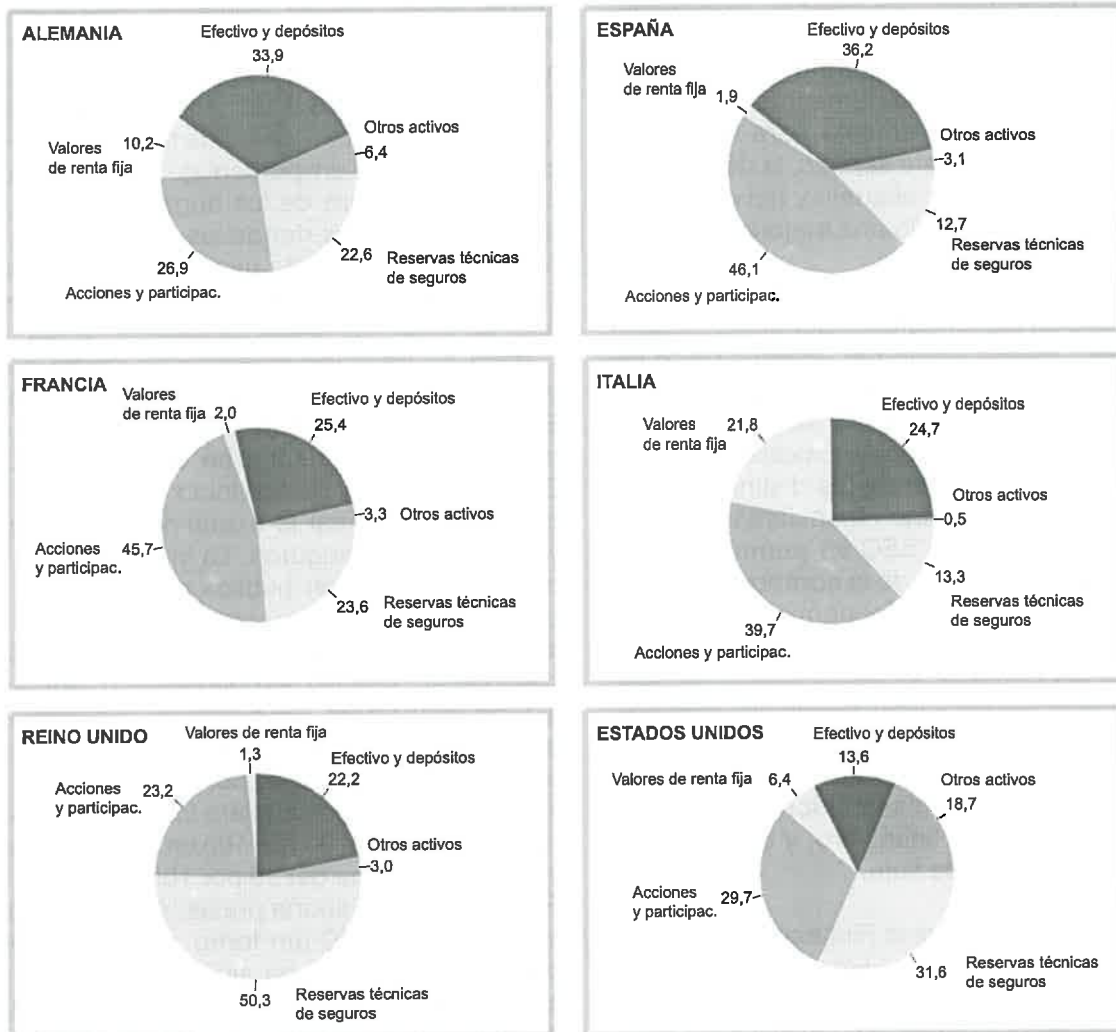 ALEMANIA
Efectivo y depósitos
33,9
Otros activos
6,4
Valores
de renta fija
10,2
22,6
Reservas técnicas
de seguros
26,9
Acciones y participac.
ESPAÑA
Efectivo y depósitos
36,2
Valores
de renta fija
1,9
Otros activos
3,1
12,7
Reservas técnicas
de seguros
46,1
Acciones y participac.
FRANCIA
Valores
de renta fija
2,0
Efectivo y depósitos
25,4
3,3
Otros activos
Acciones
y participac.
45,7
23,6
Reservas técnicas
de seguros
ITALIA
Efectivo y depósitos
24,7
Valores
de renta fija
21,8
Otros activos
0,5
13,3
Reservas técnicas
de seguros
39,7
Acciones y participac.
REINO UNIDO
Valores de renta fija
1,3
Efectivo y depósitos
22,2
Acciones
y participac.
23,2
Otros activos
3,0
50,3
Reservas técnicas
de seguros
ESTADOS UNIDOS
Efectivo y depósitos
13,6
Valores de renta fija
6,4
Otros activos
18,7
Acciones
y participac.
29,7
31,6
Reservas técnicas
de seguros